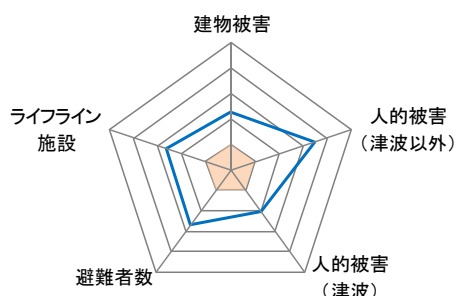 建物被害
人的被害
（津波以外）
人的被害
（津波）
避難者数
ライフライン
施設